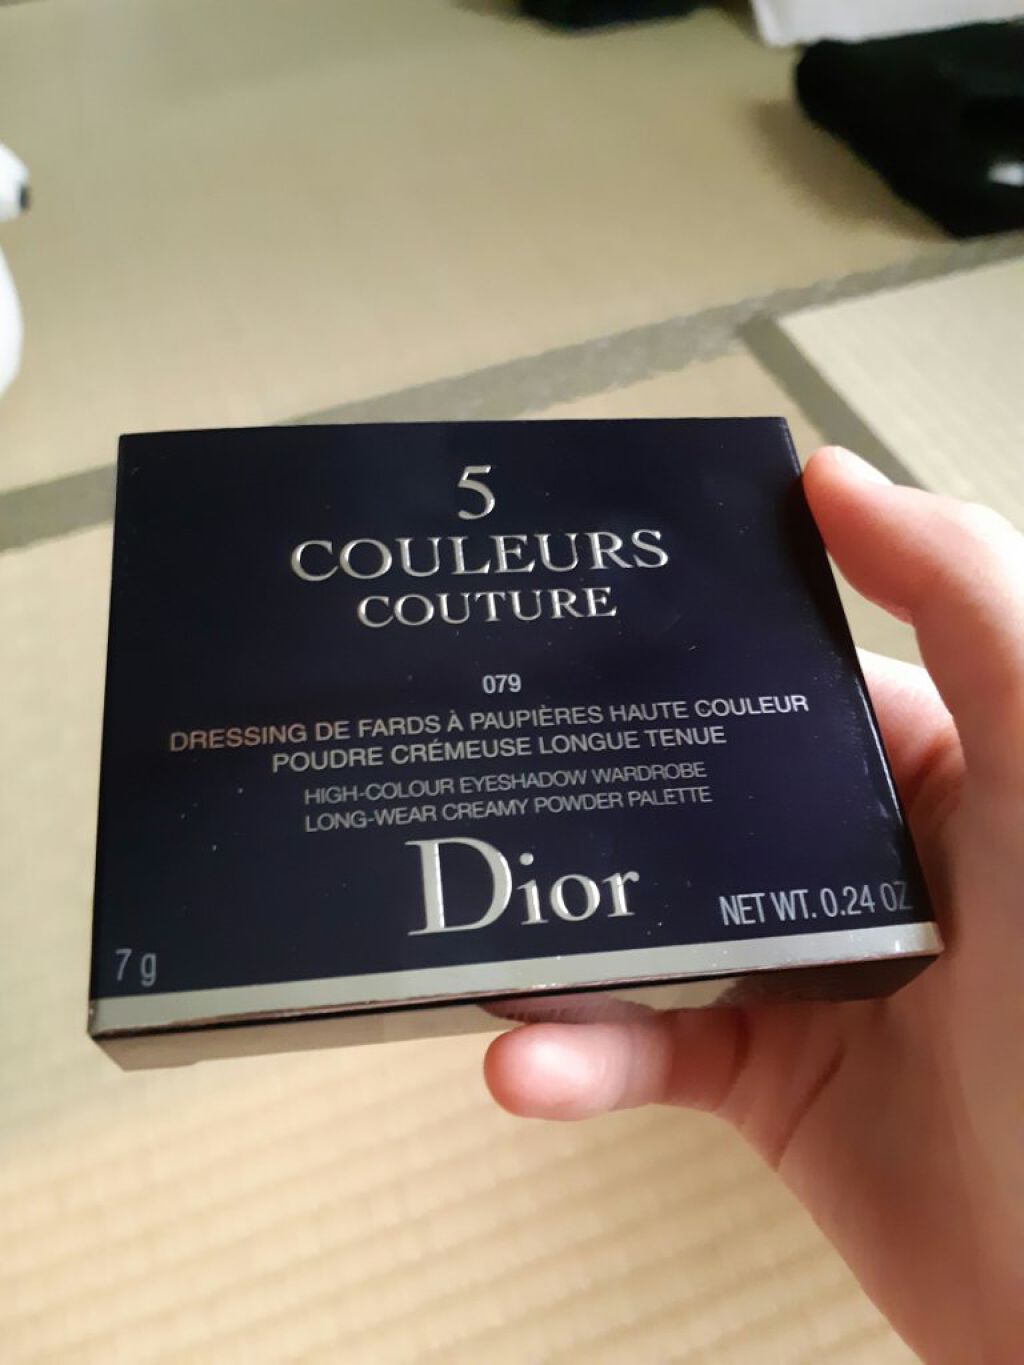 5
COULEURS
COUTURE
079
DRESSING DE FARDS À PAUPIÈRES HAUTE COULEUR
POUDRE CRÉMEUSE LONGUE TENUE
HIGH-COLOUR EYESHADOW WARDROBE
LONG-WEAR CREAMY POWDER PALETTE
Dior
7 g
NET WT. 0.24 OZ